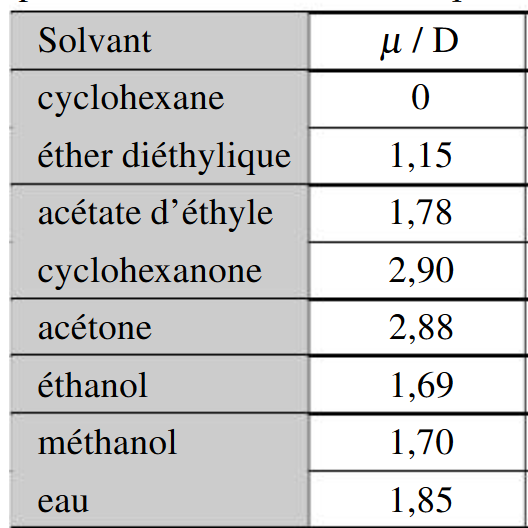 Solvant μ / D
cyclohexane 0
éther diéthylique 1,15
acétate d’éthyle 1,78
cyclohexanone 2,90
acétone 2,88
éthanol 1,69
méthanol 1,70
eau 1,85